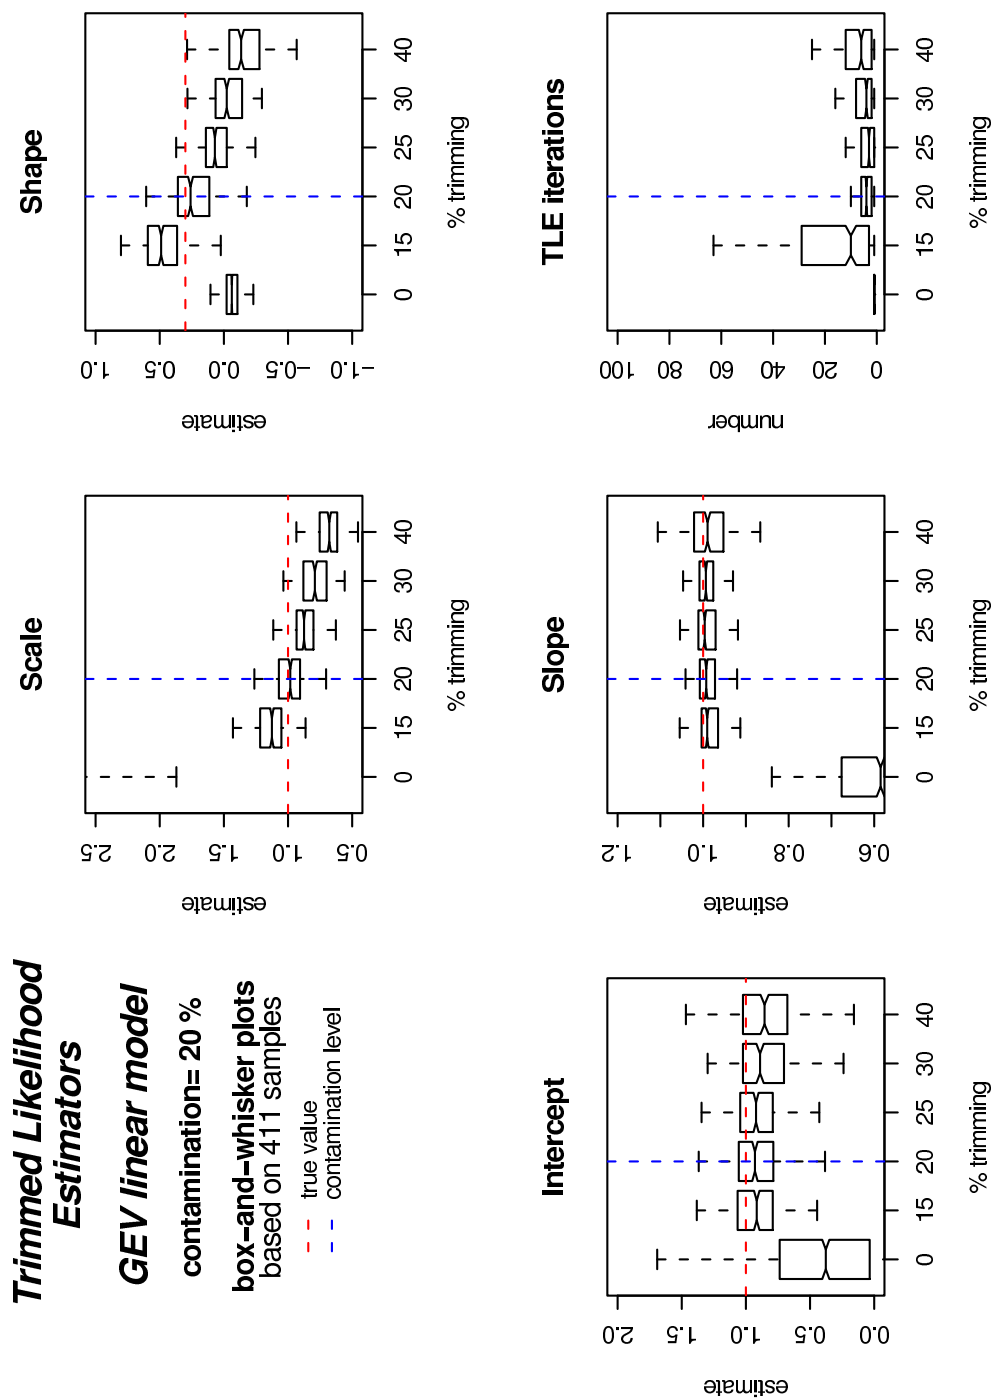 Trimmed Likelihood
Estimators
GEV linear model
contamination= 20 %
box−and−whisker plots
based on 411 samples
true value
contamination level
Scale
estimate
2.5
2.0
1.5
1.0
0.5
0
15
20
25
30
40
% trimming
Shape
estimate
1.0
0.5
0.0
−0.5
−1.0
0
15
20
25
30
40
% trimming
Intercept
estimate
2.0
1.5
1.0
0.5
0.0
0
15
20
25
30
40
% trimming
Slope
estimate
1.2
1.0
0.8
0.6
0
15
20
25
30
40
% trimming
TLE iterations
number
100
80
60
40
20
0
0
15
20
25
30
40
% trimming